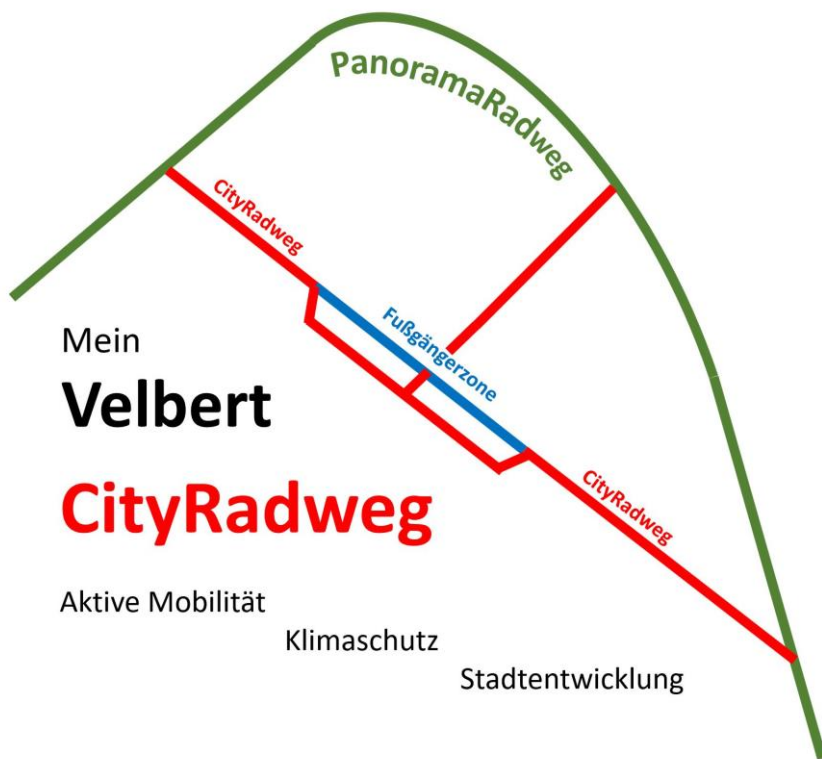 PanoramaRadweg
CityRadweg
Fußgängerzone
Mein
Velbert
CityRadweg
CityRadweg
Aktive Mobilität
Klimaschutz
Stadtentwicklung